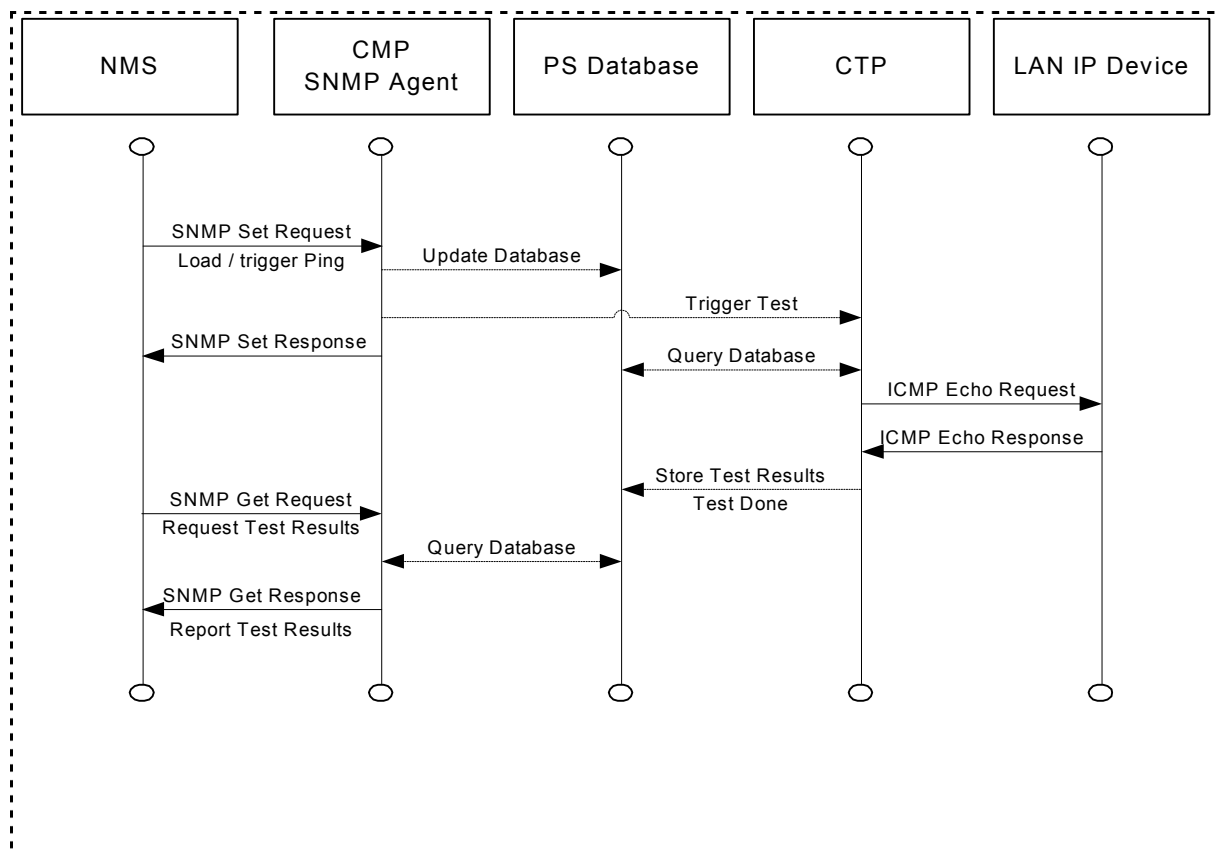 NMS
CMP
SNMP Agent
PS Database
CTP
LAN IP Device
SNMP Set Request
Load / trigger Ping
Update Database
Trigger Test
SNMP Set Response
Query Database
ICMP Echo Request
ICMP Echo Response
Store Test Results
Test Done
SNMP Get Request
Request Test Results
Query Database
SNMP Get Response
Report Test Results